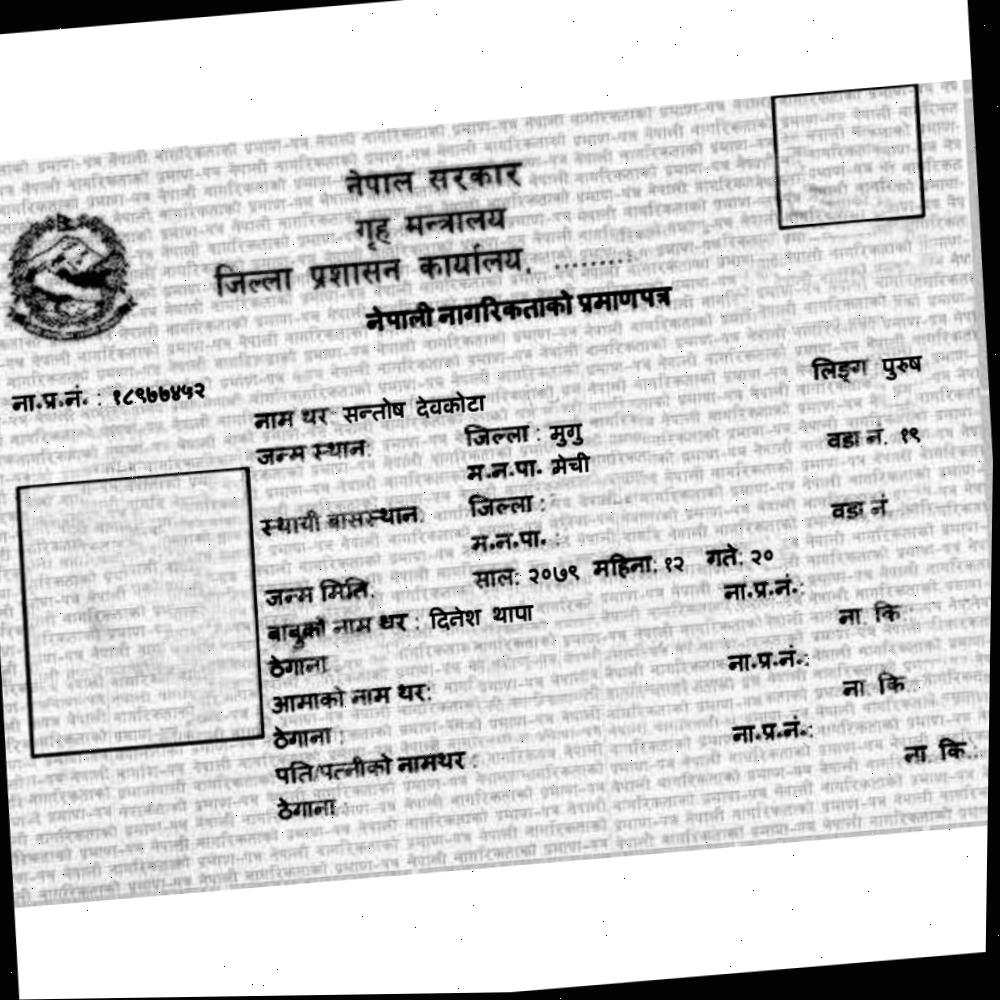 नेपाल सरकार
गृह मन्त्रालय
जिल्ला प्रशासन कार्यालय, .........
नेपाली नागरिकताको प्रमाणपत्र
लिङ्ग पुरुष
ना.प्र.नं. : १८९७७४५२
नाम थर: सन्तोष देवकोटा
जन्म स्थान: जिल्ला : मुगु वडा नं. १९
म.न.पा. मेची
स्थायी बासस्थान: जिल्ला : वडा नं
म.न.पा. :
जन्म मिति: साल: २०७९ महिना: १२ गते: २०
बाबुको नाम थर : दिनेश थापा ना.प्र.नं.:
ठेगाना ना. कि :
आमाको नाम थर: ना.प्र.नं.:
ठेगाना : ना. कि.:
पति/पत्नीको नामथर : ना.प्र.नं.:
ठेगाना : ना. कि.: